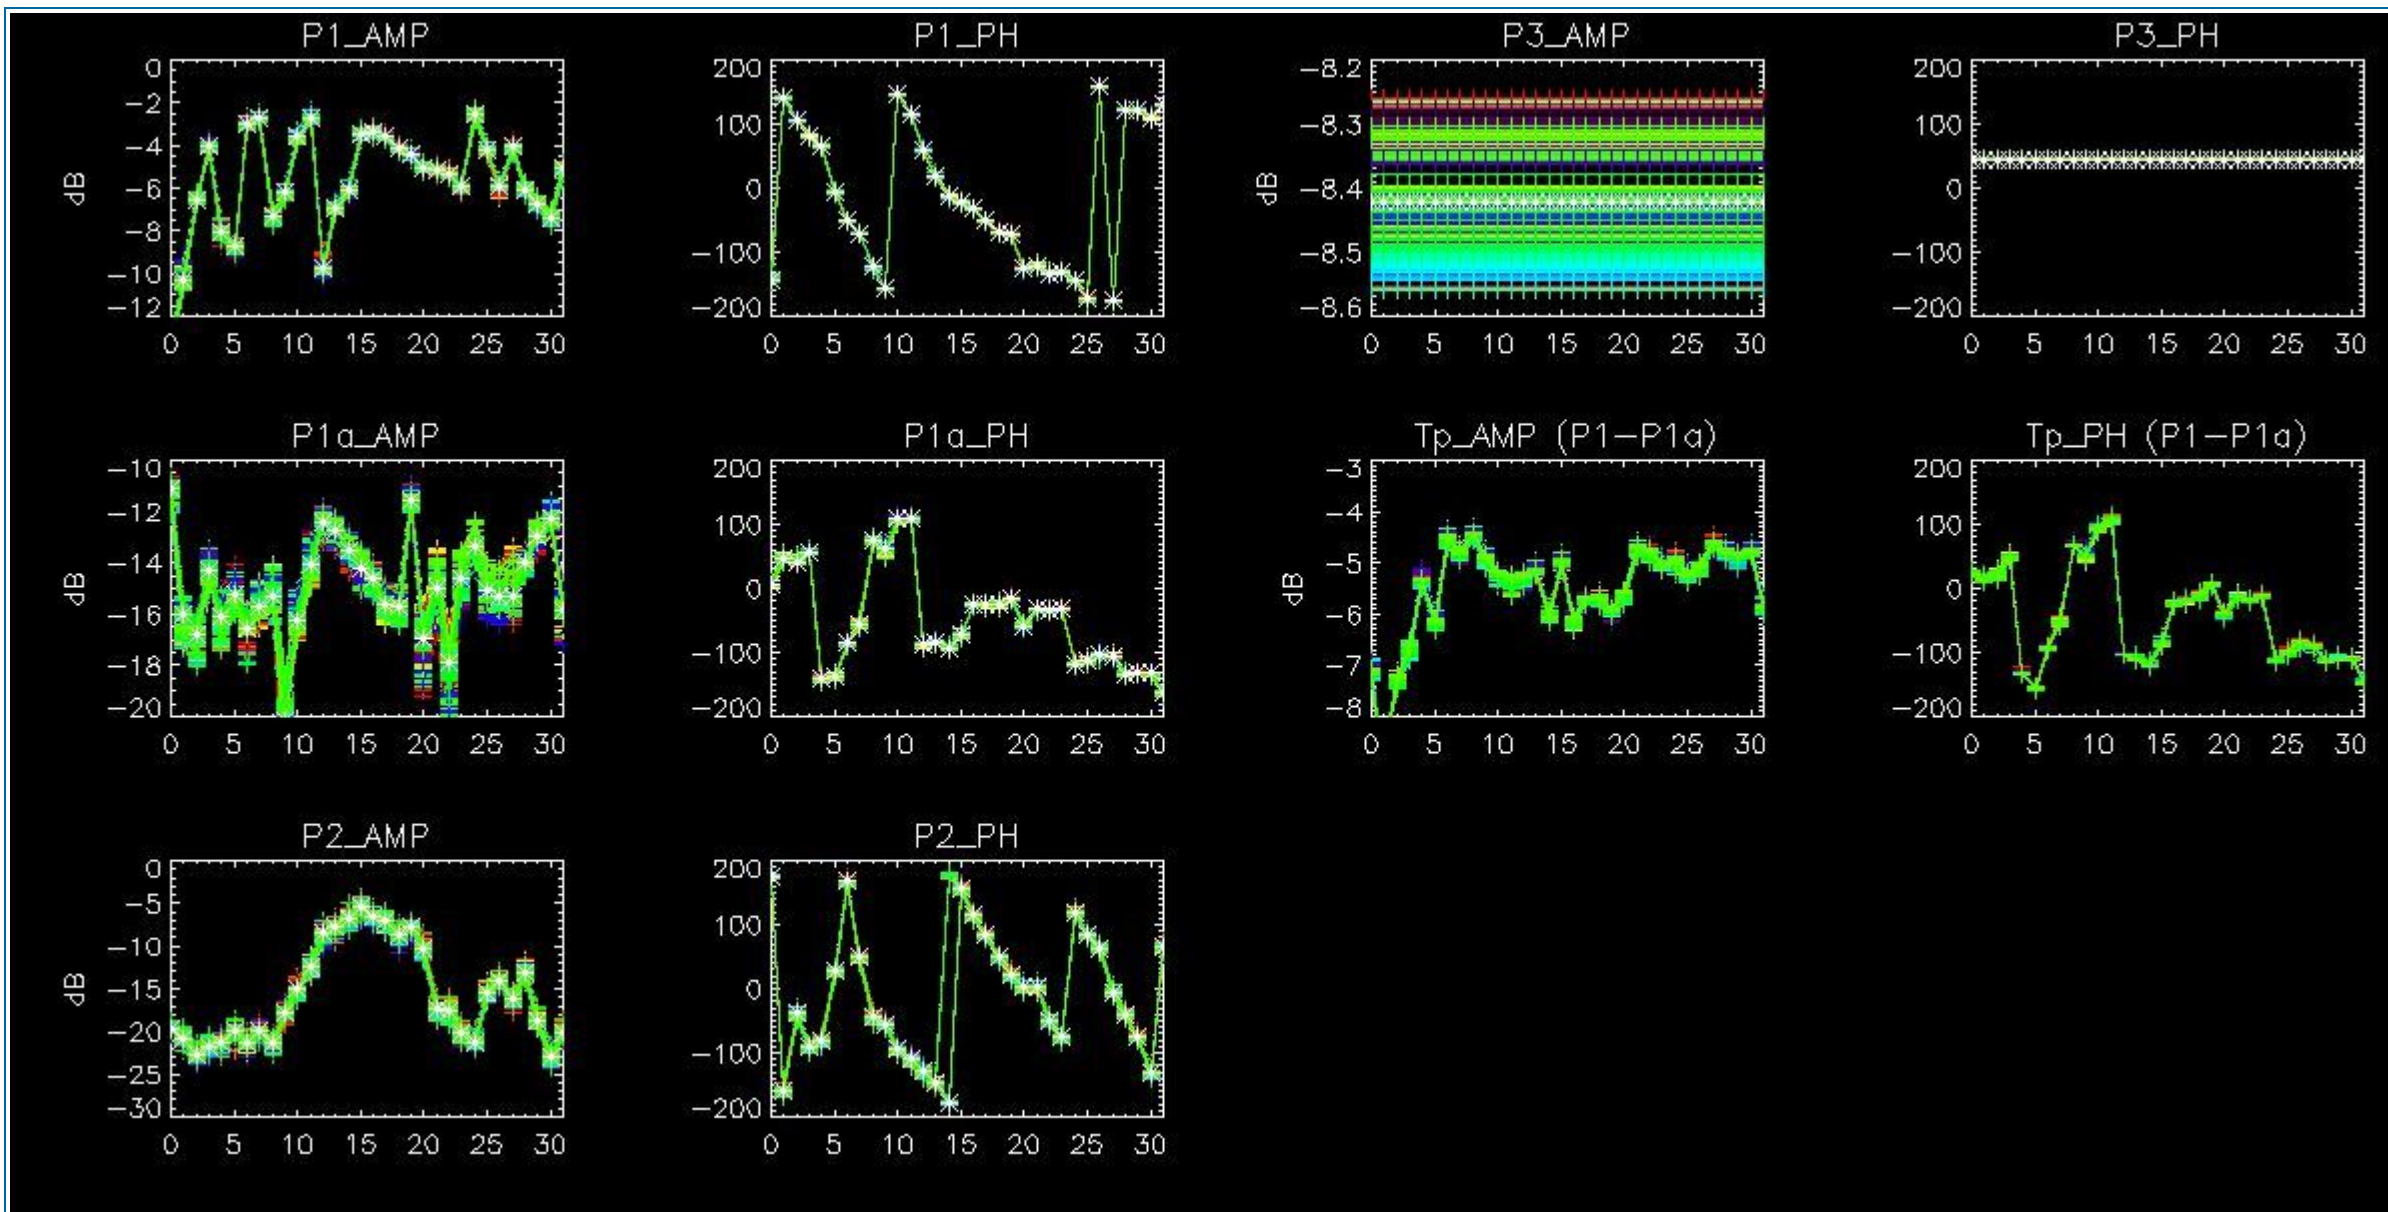 P1_AMP P1_PH P3_AMP P3_PH
0 200 -8.2 200
-2
100 -8.3 100
-4
dB -6 0 dB -8.4 0
-8
-100 -8.5 -100
-10
-12 -200 -8.6 -200
0 5 10 15 20 25 30 0 5 10 15 20 25 30 0 5 10 15 20 25 30 0 5 10 15 20 25 30
P1a_AMP P1a_PH Tp_AMP (P1-P1a) Tp_PH (P1-P1a)
-10 200 -3 200
-12 100 -4 100
-14 -5
dB 0 dB 0
-16 -6
-18 -100 -7 -100
-20 -200 -8 -200
0 5 10 15 20 25 30 0 5 10 15 20 25 30 0 5 10 15 20 25 30 0 5 10 15 20 25 30
P2_AMP P2_PH
0 200
-5
100
-10
dB -15 0
-20
-100
-25
-30 -200
0 5 10 15 20 25 30 0 5 10 15 20 25 30